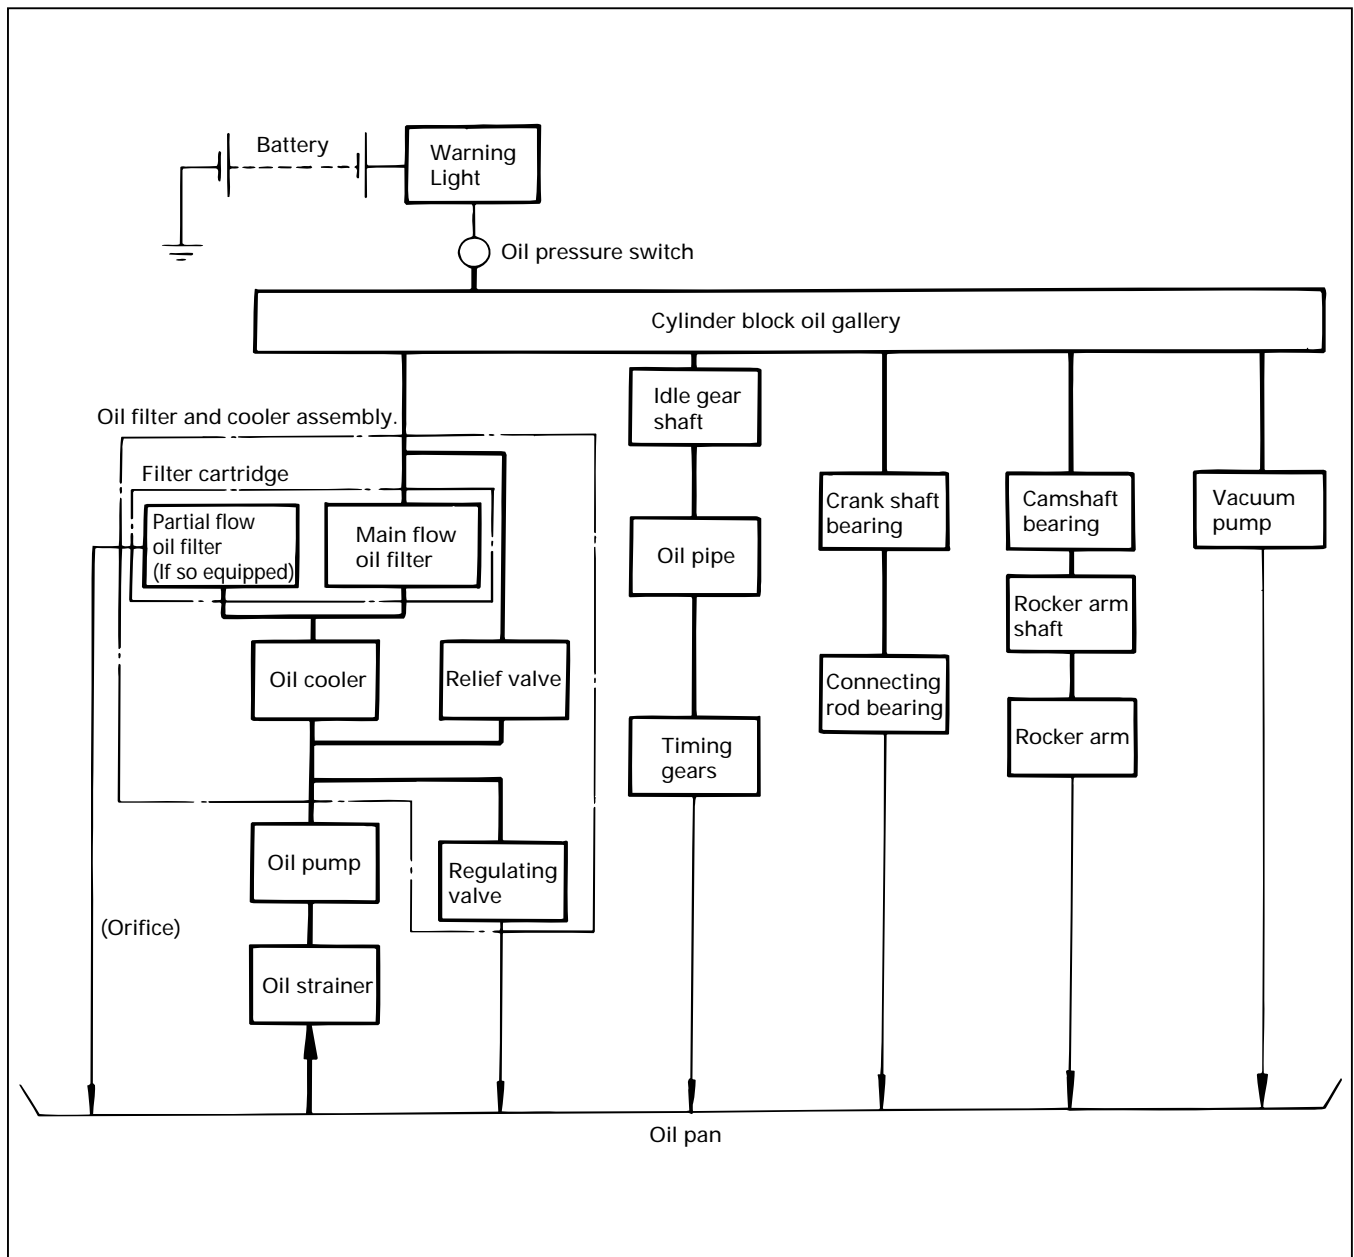 Battery
Warning
Light
Oil pressure switch
Cylinder block oil gallery
Oil filter and cooler assembly.
Filter cartridge
Partial flow
oil filter
(If so equipped)
Main flow
oil filter
Oil cooler
Relief valve
Oil pump
Regulating
valve
(Orifice)
Oil strainer
Idle gear
shaft
Oil pipe
Timing
gears
Crank shaft
bearing
Connecting
rod bearing
Camshaft
bearing
Rocker arm
shaft
Rocker arm
Vacuum
pump
Oil pan